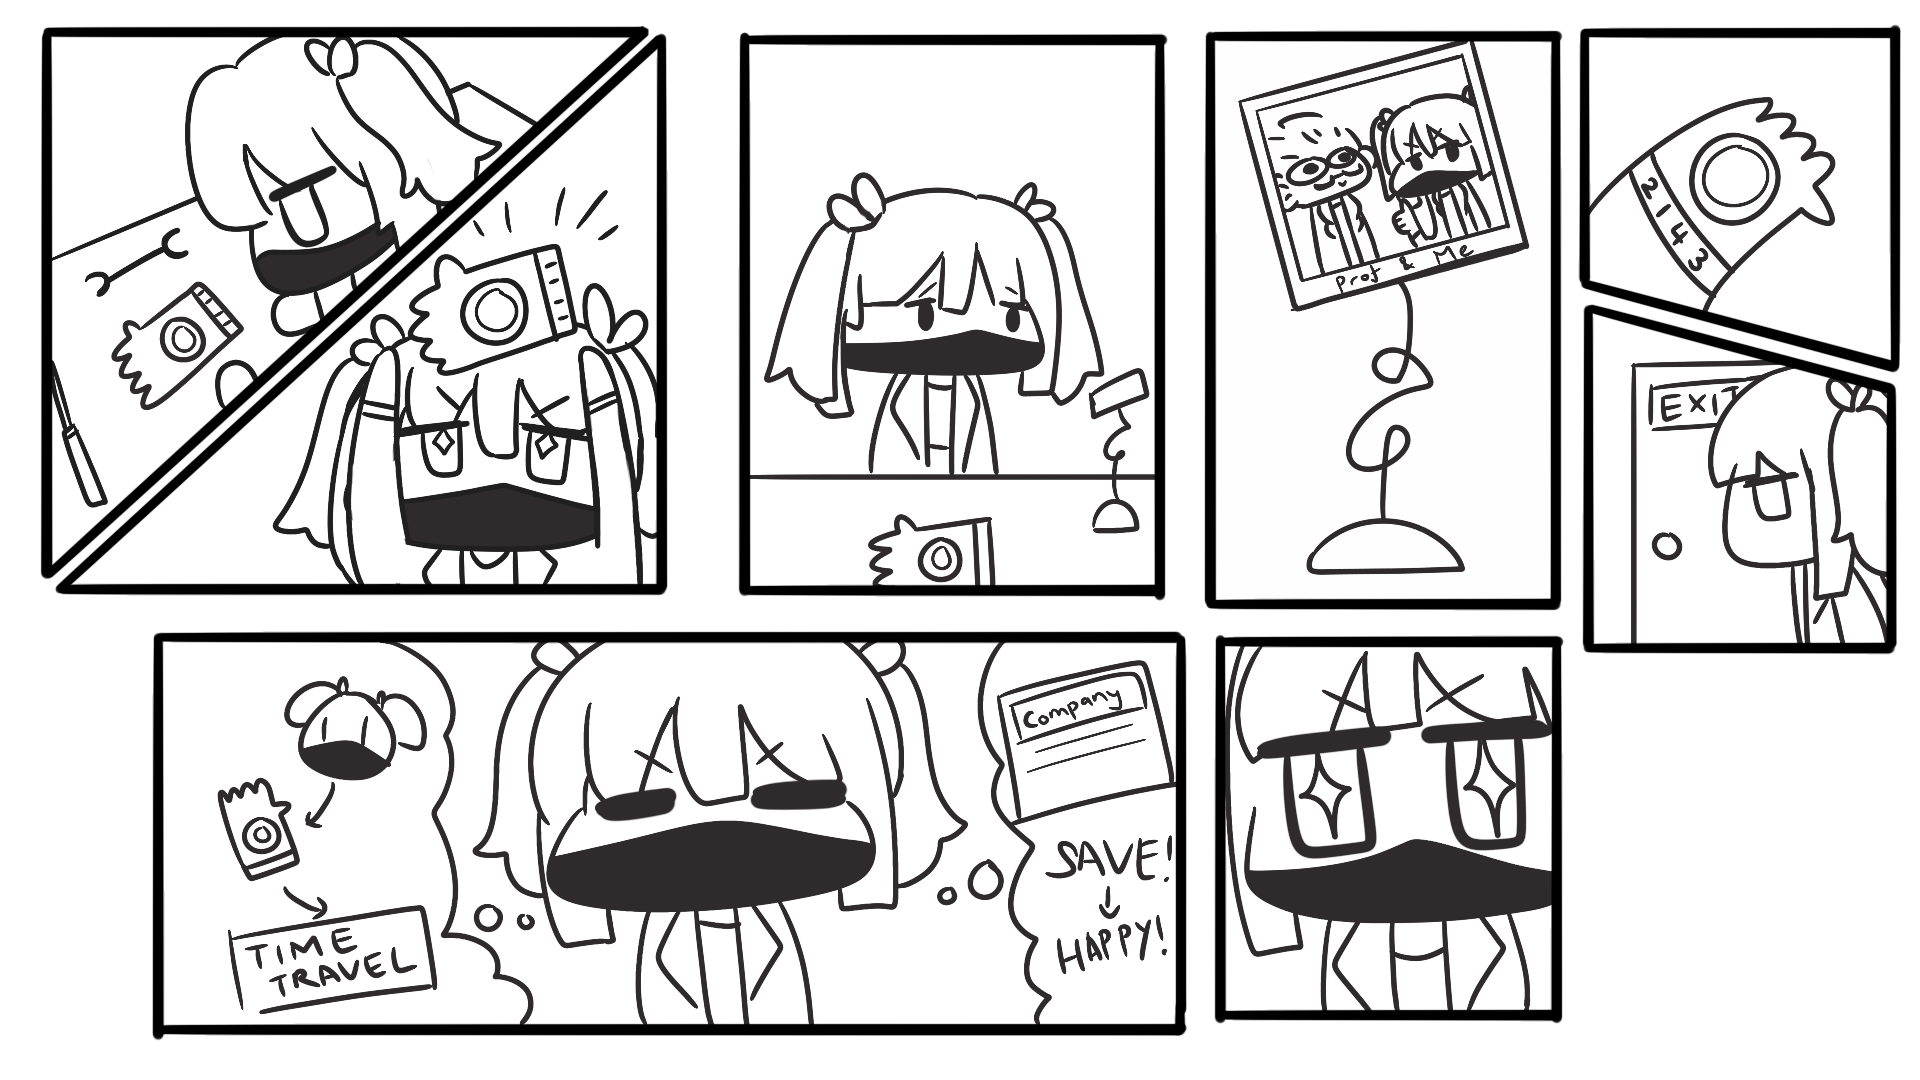 Prof & Me
2143
EXIT
TIME
TRAVEL
Company
SAVE!
HAPPY!